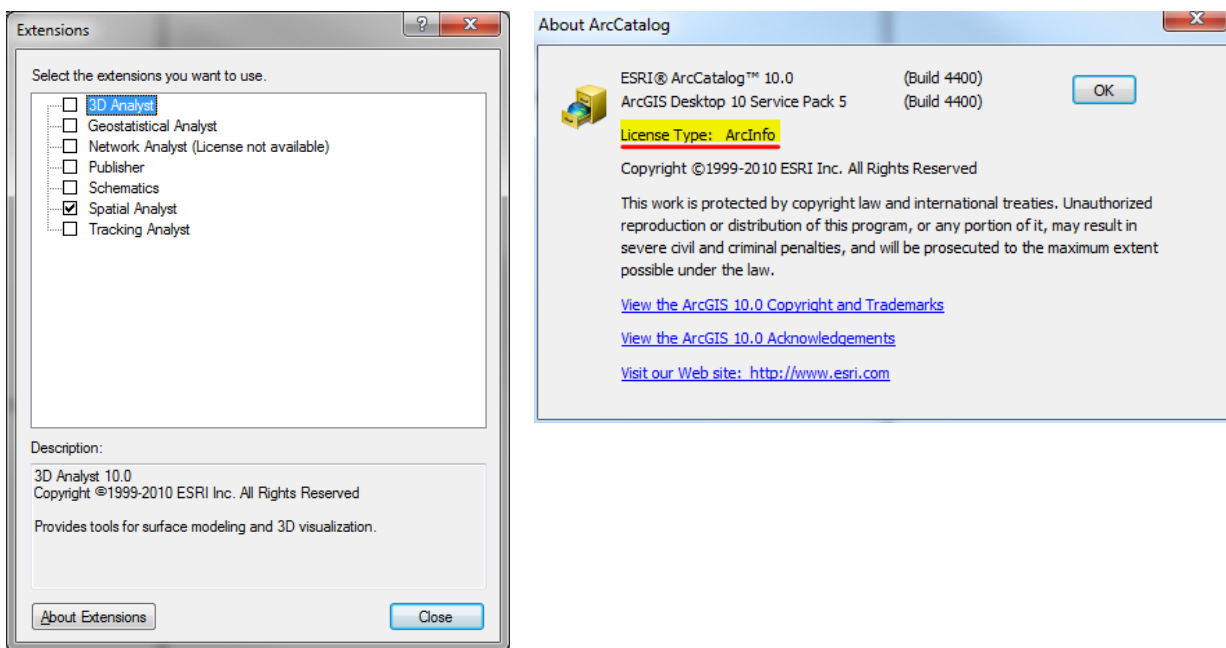 Extensions
Select the extensions you want to use.
3D Analyst
Geostatistical Analyst
Network Analyst (License not available)
Publisher
Schematics
Spatial Analyst
Tracking Analyst
Description:
3D Analyst 10.0
Copyright ©1999-2010 ESRI Inc. All Rights Reserved
Provides tools for surface modeling and 3D visualization.
About Extensions
Close
About ArcCatalog
ESRI® ArcCatalog™ 10.0 (Build 4400)
ArcGIS Desktop 10 Service Pack 5 (Build 4400)
OK
License Type: ArcInfo
Copyright ©1999-2010 ESRI Inc. All Rights Reserved
This work is protected by copyright law and international treaties. Unauthorized
reproduction or distribution of this program, or any portion of it, may result in
severe civil and criminal penalties, and will be prosecuted to the maximum extent
possible under the law.
View the ArcGIS 10.0 Copyright and Trademarks
View the ArcGIS 10.0 Acknowledgements
Visit our Web site: http://www.esri.com